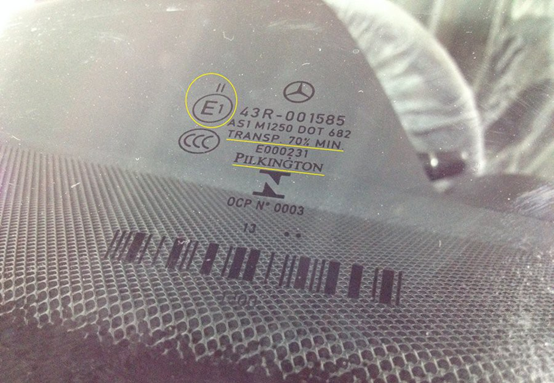 II
E1 43R-001585
AS1 M1250 DOT 682
TRANSP. 70% MIN
CCC E000231
PILKINGTON
N
OCP N° 0003
13 ••